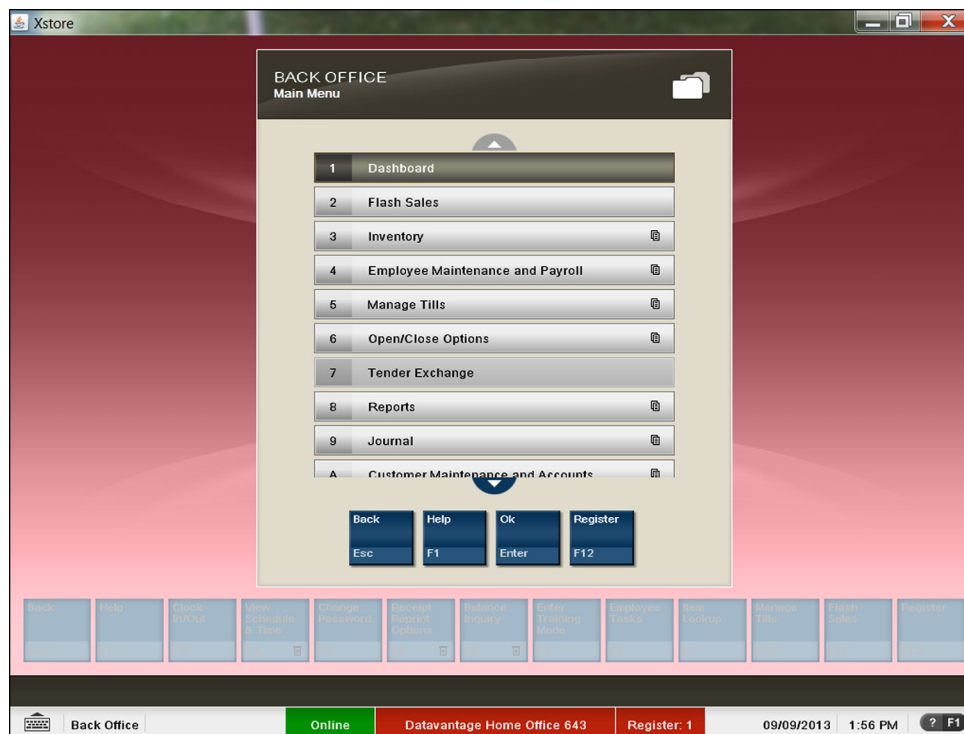 Xstore
BACK OFFICE
Main Menu
1 Dashboard
2 Flash Sales
3 Inventory
4 Employee Maintenance and Payroll
5 Manage Tills
6 Open/Close Options
7 Tender Exchange
8 Reports
9 Journal
A Customer Maintenance and Accounts
Back Help Ok Register
Esc F1 Enter F12
Back Help Clock View Change Receipt Balance Enter Employee Item Manage Flash Register
In/Out Schedule Password Reprint Inquiry Training Tasks Lookup Tills Sales
& Time Options Mode
Back Office Online Datavantage Home Office 643 Register: 1 09/09/2013 1:56 PM ? F1